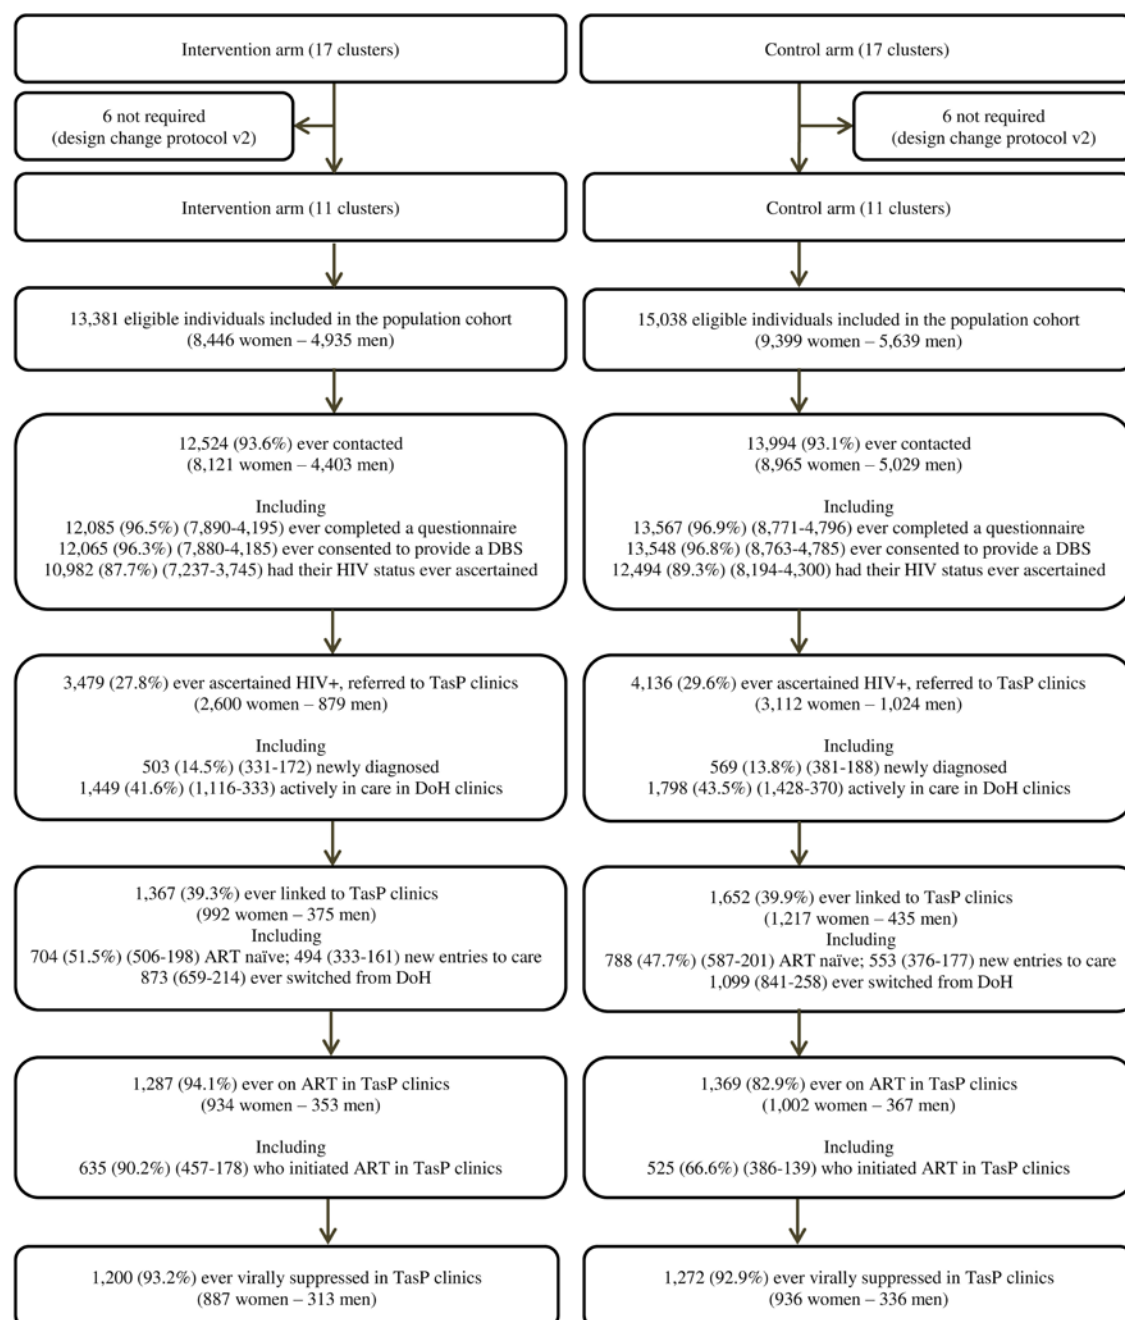 Intervention arm (17 clusters)
Control arm (17 clusters)
6 not required
(design change protocol v2)
6 not required
(design change protocol v2)
Intervention arm (11 clusters)
Control arm (11 clusters)
13,381 eligible individuals included in the population cohort
(8,446 women – 4,935 men)
15,038 eligible individuals included in the population cohort
(9,399 women – 5,639 men)
12,524 (93.6%) ever contacted
(8,121 women – 4,403 men)
Including
12,085 (96.5%) (7,890-4,195) ever completed a questionnaire
12,065 (96.3%) (7,880-4,185) ever consented to provide a DBS
10,982 (87.7%) (7,237-3,745) had their HIV status ever ascertained
13,994 (93.1%) ever contacted
(8,965 women – 5,029 men)
Including
13,567 (96.9%) (8,771-4,796) ever completed a questionnaire
13,548 (96.8%) (8,763-4,785) ever consented to provide a DBS
12,494 (89.3%) (8,194-4,300) had their HIV status ever ascertained
3,479 (27.8%) ever ascertained HIV+, referred to TasP clinics
(2,600 women – 879 men)
Including
503 (14.5%) (331-172) newly diagnosed
1,449 (41.6%) (1,116-333) actively in care in DoH clinics
4,136 (29.6%) ever ascertained HIV+, referred to TasP clinics
(3,112 women – 1,024 men)
Including
569 (13.8%) (381-188) newly diagnosed
1,798 (43.5%) (1,428-370) actively in care in DoH clinics
1,367 (39.3%) ever linked to TasP clinics
(992 women – 375 men)
Including
704 (51.5%) (506-198) ART naïve; 494 (333-161) new entries to care
873 (659-214) ever switched from DoH
1,652 (39.9%) ever linked to TasP clinics
(1,217 women – 435 men)
Including
788 (47.7%) (587-201) ART naïve; 553 (376-177) new entries to care
1,099 (841-258) ever switched from DoH
1,287 (94.1%) ever on ART in TasP clinics
(934 women – 353 men)
Including
635 (90.2%) (457-178) who initiated ART in TasP clinics
1,369 (82.9%) ever on ART in TasP clinics
(1,002 women – 367 men)
Including
525 (66.6%) (386-139) who initiated ART in TasP clinics
1,200 (93.2%) ever virally suppressed in TasP clinics
(887 women – 313 men)
1,272 (92.9%) ever virally suppressed in TasP clinics
(936 women – 336 men)